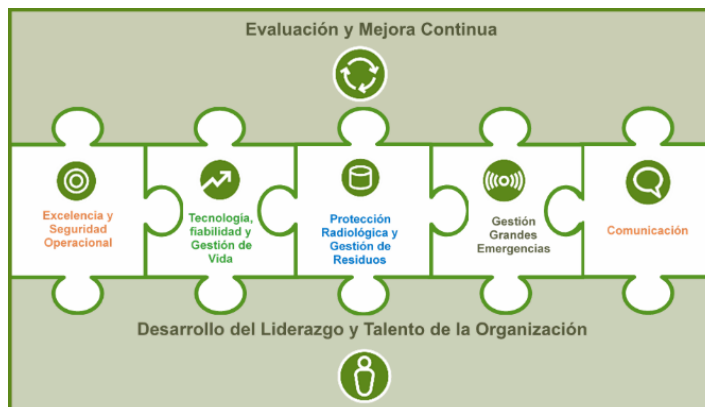 Evaluación y Mejora Continua
Excelencia y
Seguridad
Operacional
Tecnología,
fiabilidad y
Gestión de
Vida
Protección
Radiológica y
Gestión de
Residuos
Gestión
Grandes
Emergencias
Comunicación
Desarrollo del Liderazgo y Talento de la Organización